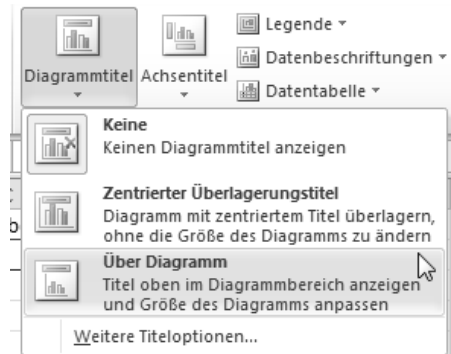 Diagrammtitel
Achsentitel
Legende
Datenbeschriftungen
Datentabelle
Keine
Keinen Diagrammtitel anzeigen
Zentrierter Überlagerungstitel
Diagramm mit zentriertem Titel überlagern,
ohne die Größe des Diagramms zu ändern
Über Diagramm
Titel oben im Diagrammbereich anzeigen
und Größe des Diagramms anpassen
Weitere Titeloptionen...